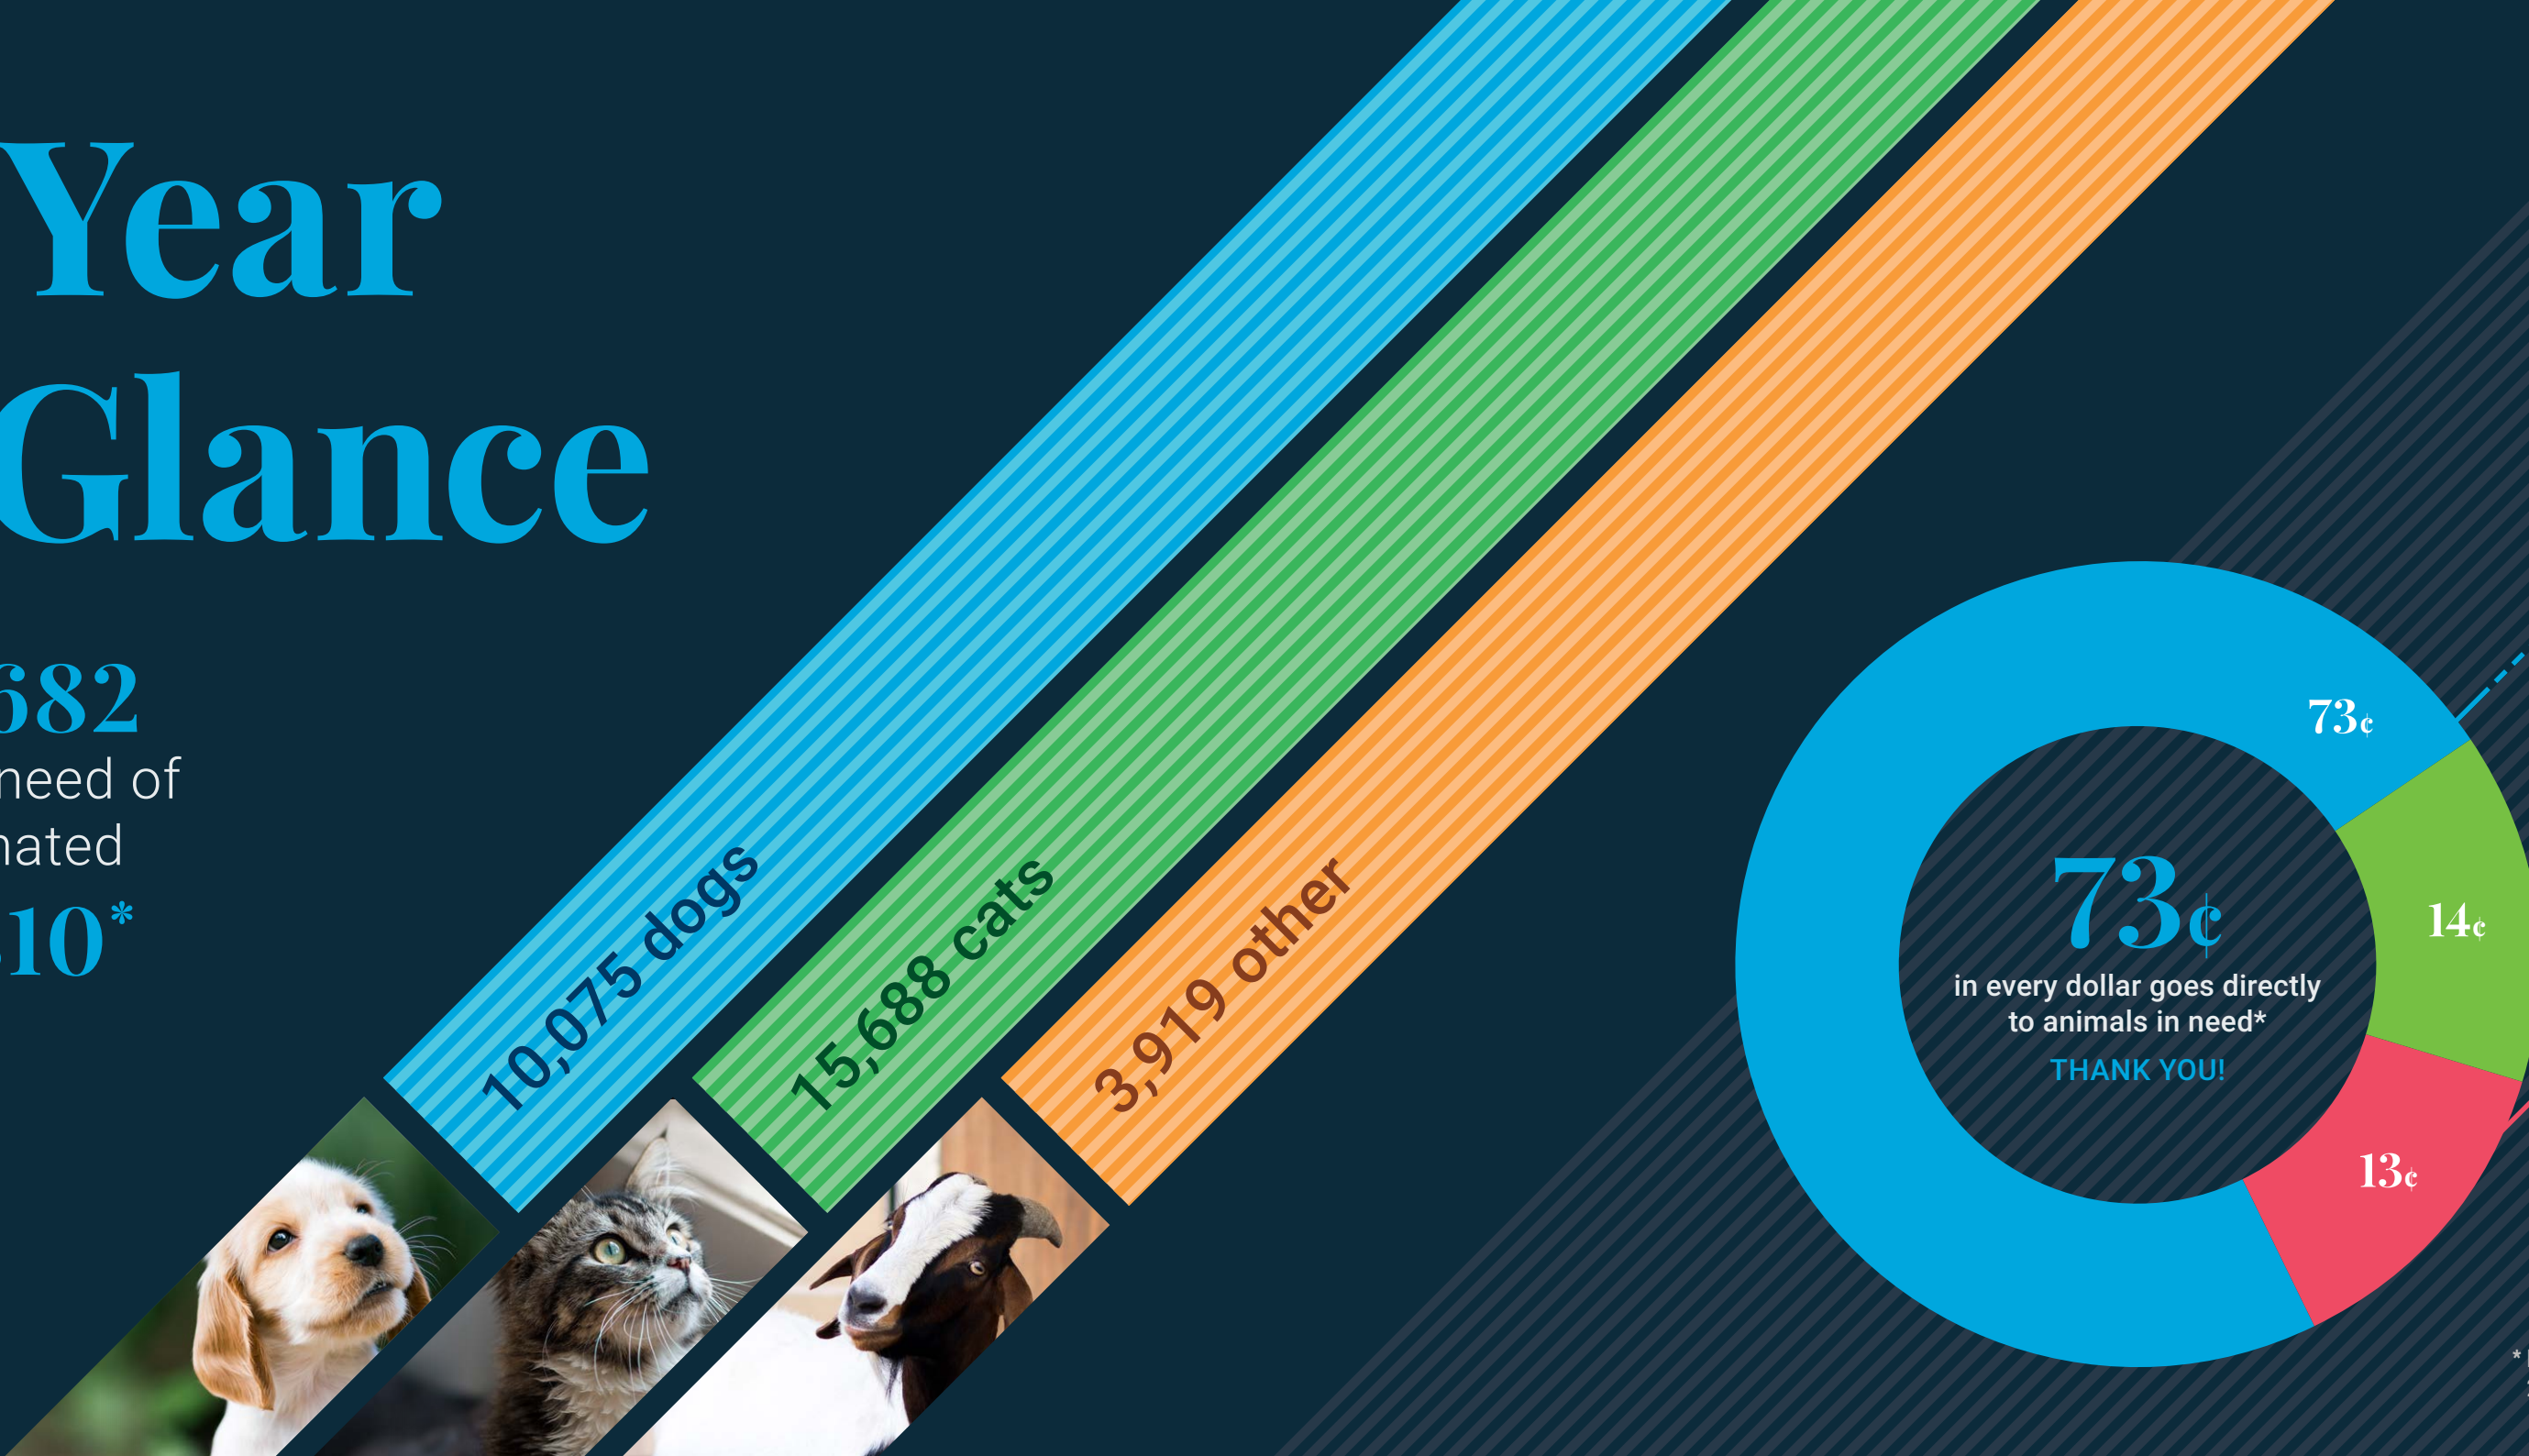 Year
Glance
682
need of
10*
10,075 dogs
15,688 cats
3,919 other
73¢
14¢
13¢
73¢
in every dollar goes directly
to animals in need*
THANK YOU!
*